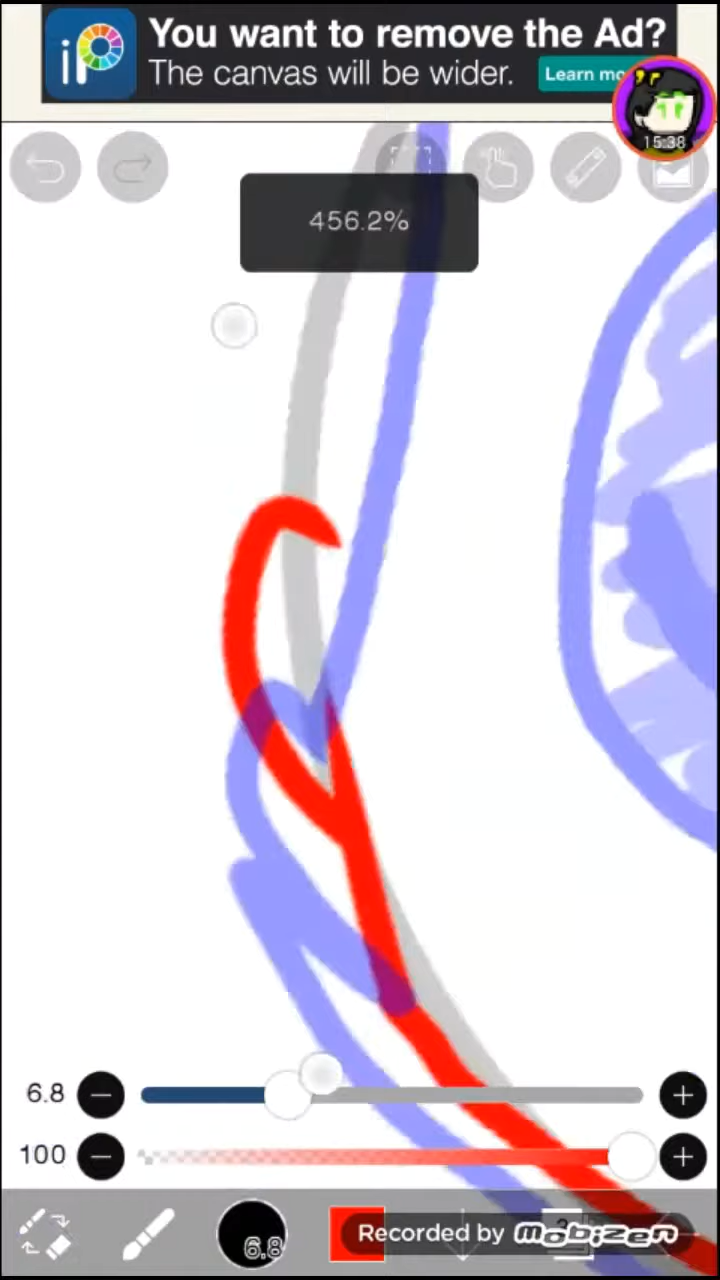 iP
You want to remove the Ad?
The canvas will be wider.
Learn mo
15:38
456.2%
6.8
100
6.8
Recorded by mobizen